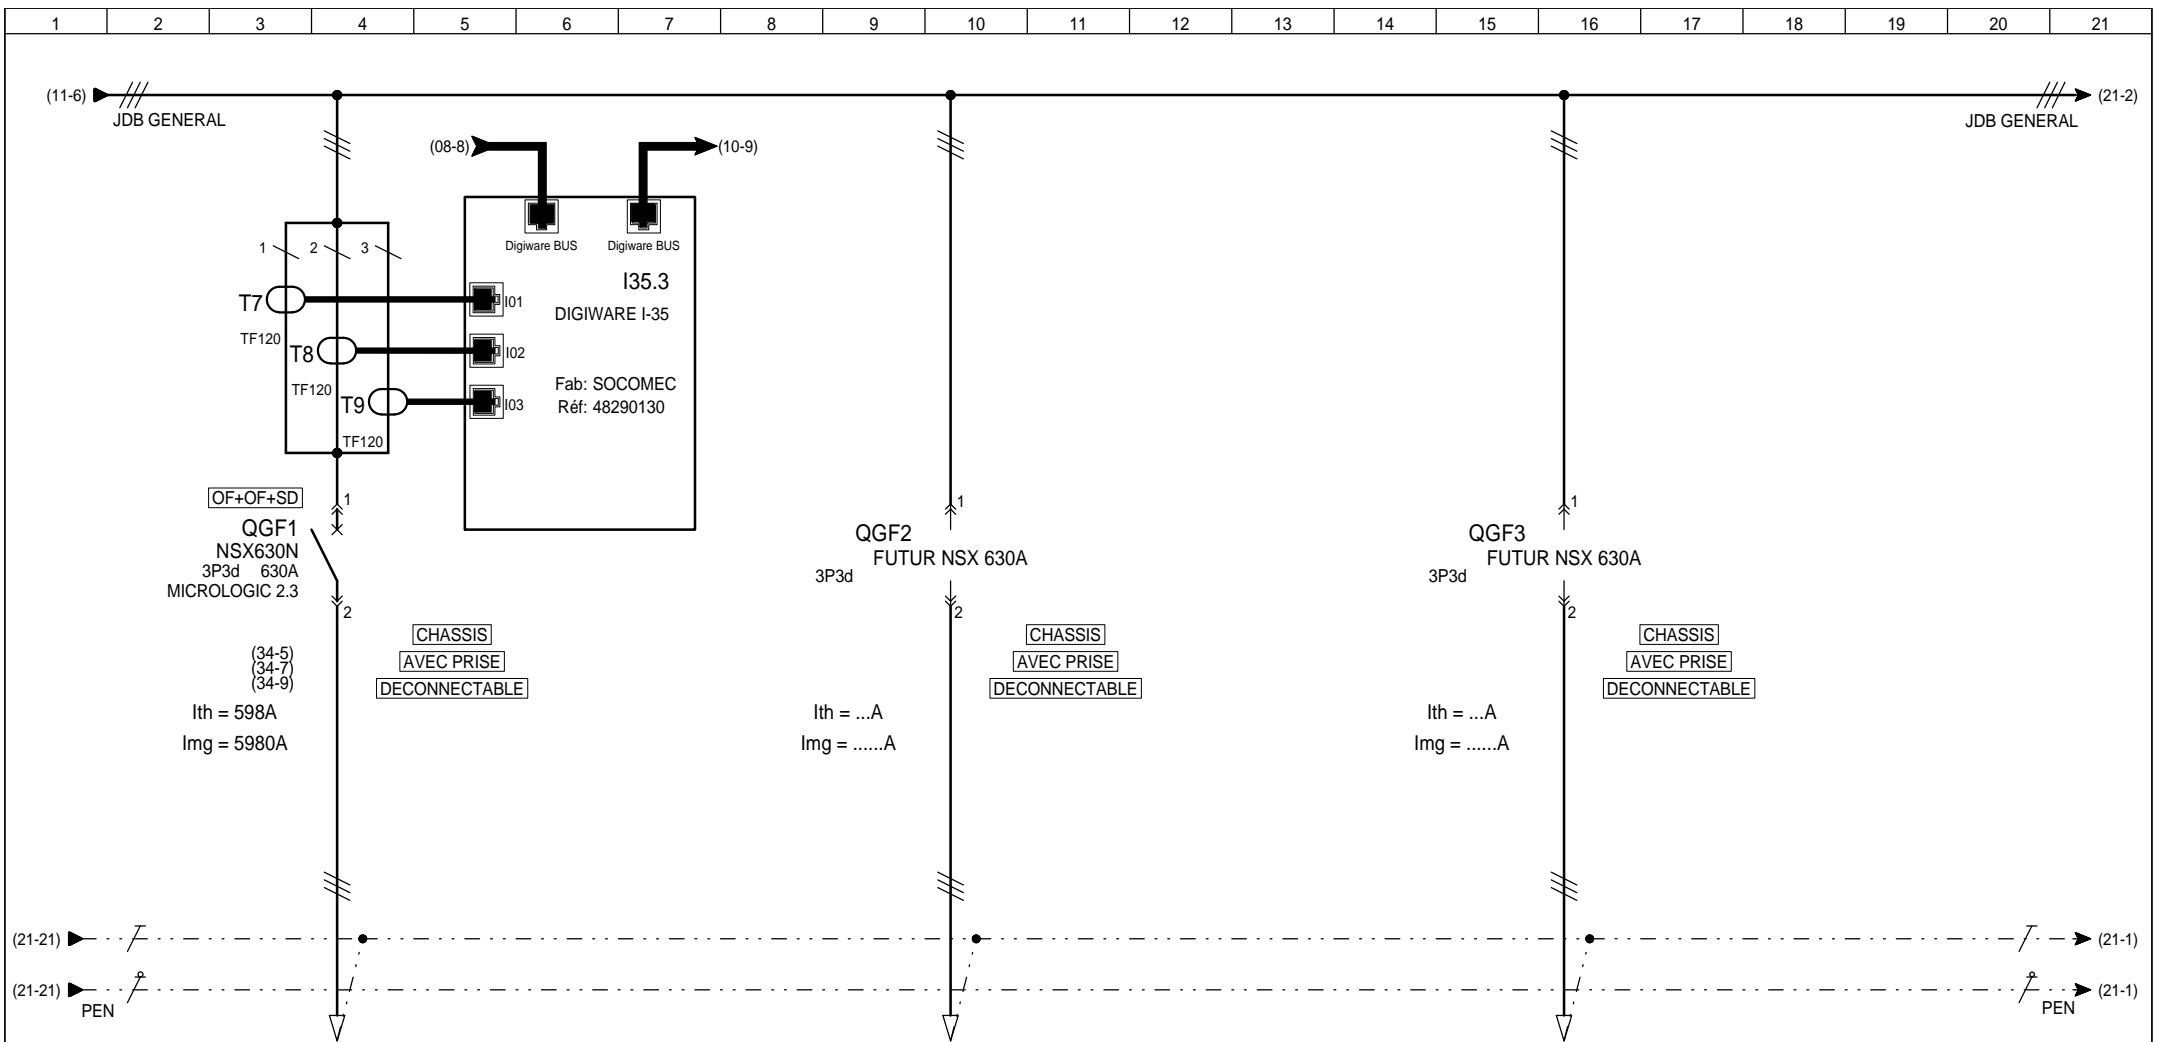 1 2 3 4 5 6 7 8 9 10 11 12 13 14 15 16 17 18 19 20 21
(11-6)
JDB GENERAL
(21-2)
JDB GENERAL
(08-8)
(10-9)
Digiware BUS
Digiware BUS
1 2 3
I35.3
DIGIWARE I-35
Fab: SOCOMEC
Réf: 48290130
T7
I01
TF120
T8
I02
TF120
T9
I03
TF120
OF+OF+SD
1
QGF1
NSX630N
3P3d 630A
MICROLOGIC 2.3
2
(34-5)
(34-7)
(34-9)
Ith = 598A
Img = 5980A
CHASSIS
AVEC PRISE
DECONNECTABLE
1
QGF2
FUTUR NSX 630A
3P3d
2
Ith = ...A
Img = ......A
CHASSIS
AVEC PRISE
DECONNECTABLE
1
QGF3
FUTUR NSX 630A
3P3d
2
Ith = ...A
Img = ......A
CHASSIS
AVEC PRISE
DECONNECTABLE
(21-21)
(21-1)
(21-21)
PEN
(21-1)
PEN